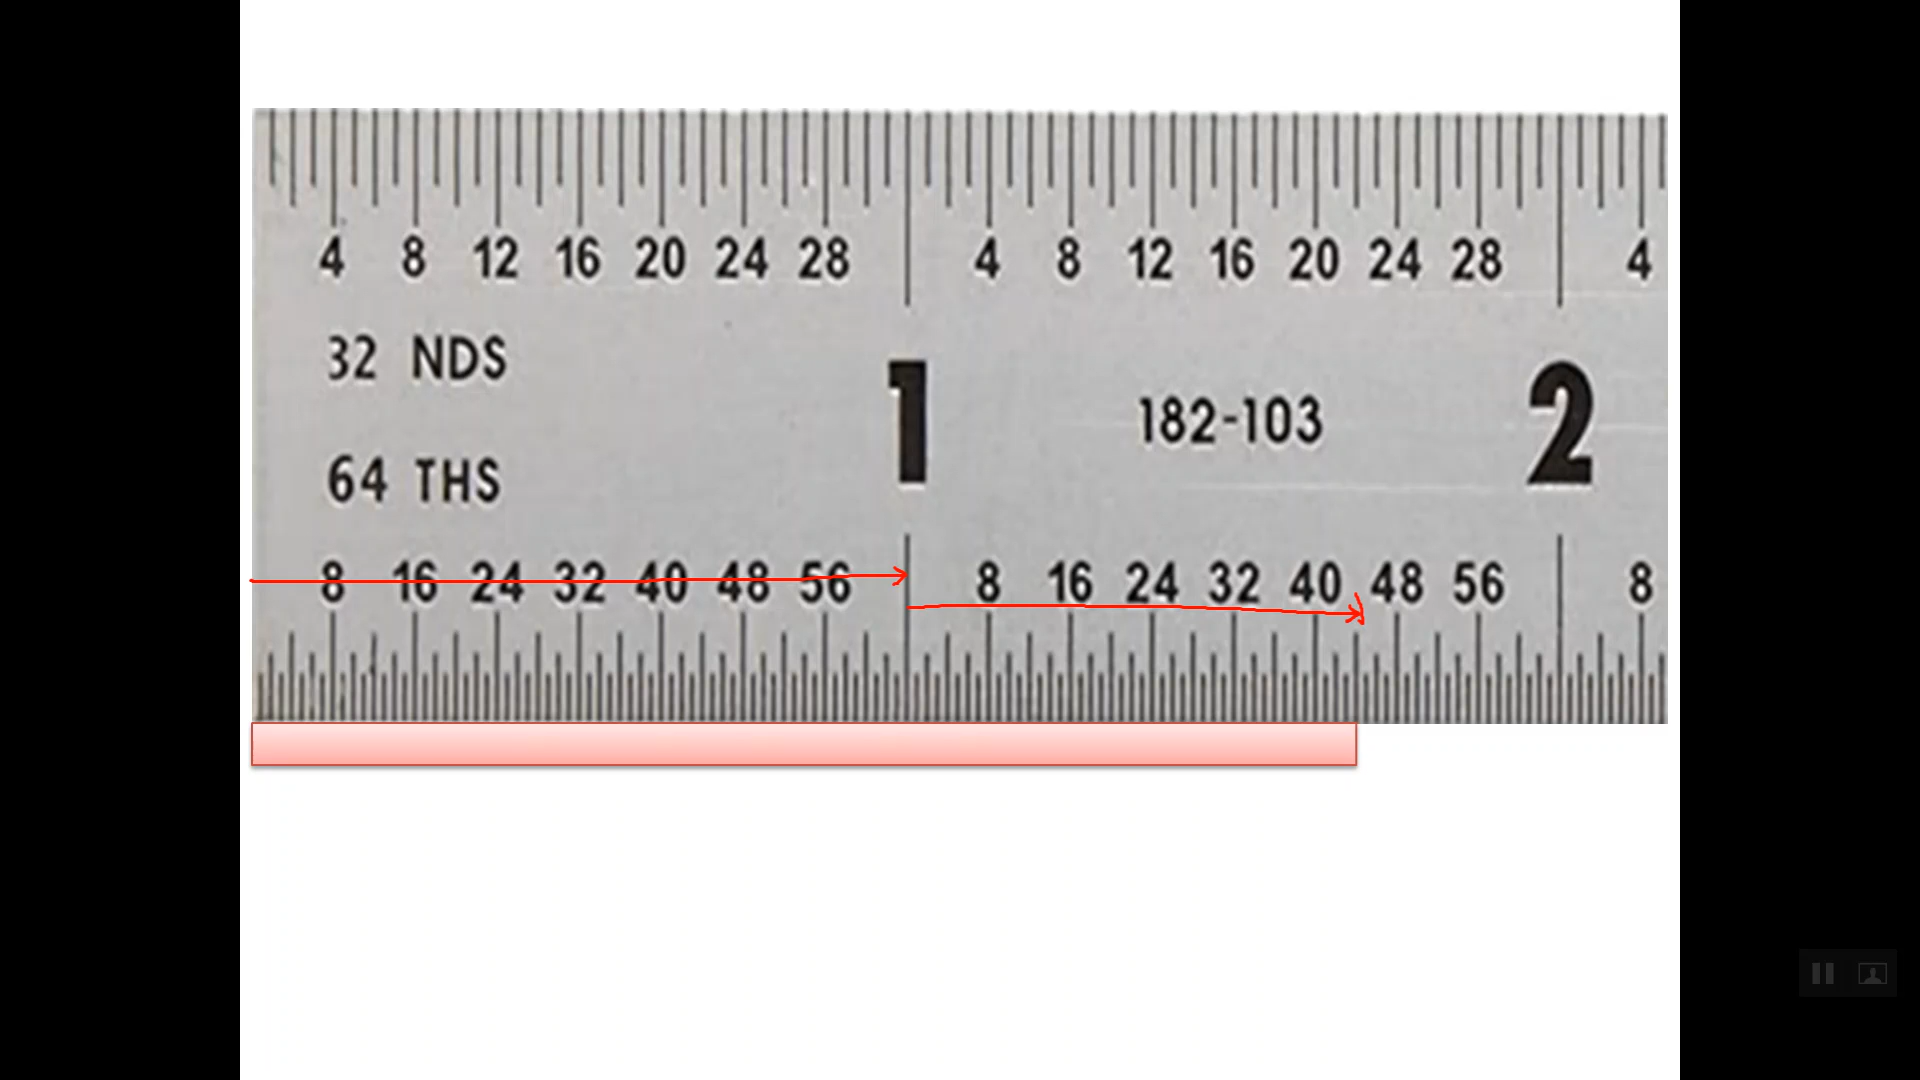 4 8 12 16 20 24 28 4 8 12 16 20 24 28 4
32 NDS
1 182-103 2
64 THS
8 16 24 32 40 48 56 8 16 24 32 40 48 56 8